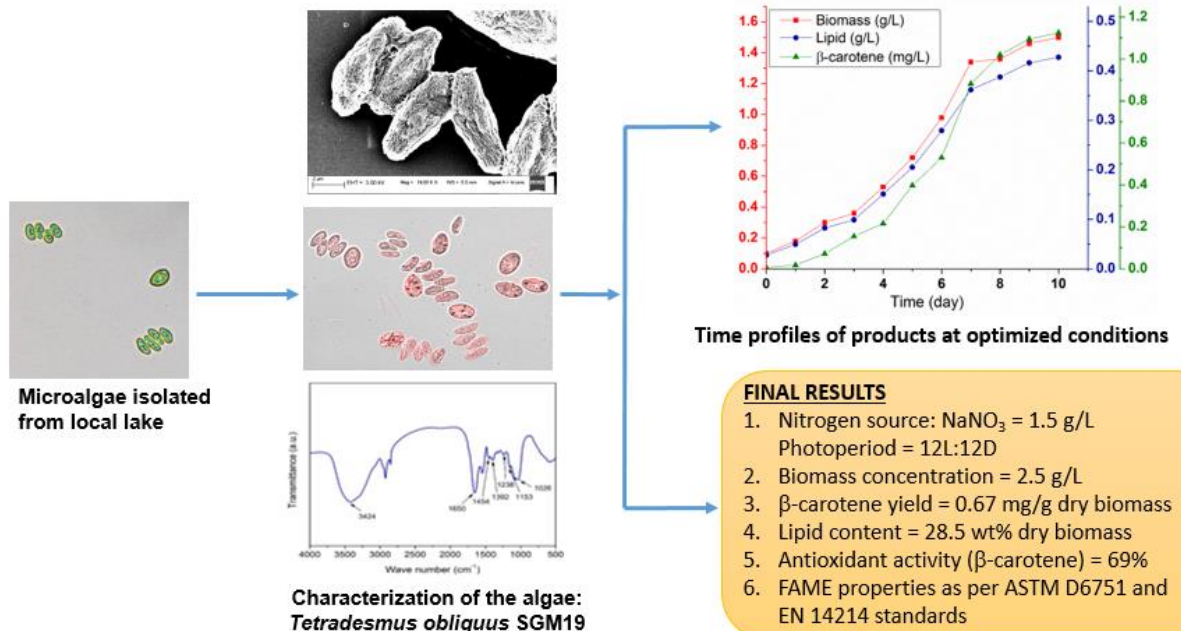 Microalgae isolated
from local lake
3424
1650
1454
1392
1238
1153
1026
Transmittance (a.u.)
4000 3500 3000 2500 2000 1500 1000 500
Wave number (cm⁻¹)
Characterization of the algae:
Tetradesmus obliquus SGM19
Biomass (g/L)
Lipid (g/L)
β-carotene (mg/L)
1.6
1.4
1.2
1.0
0.8
0.6
0.4
0.2
0.0
0.5
0.4
0.3
0.2
0.1
0.0
1.2
1.0
0.8
0.6
0.4
0.2
0.0
0 2 4 6 8 10
Time (day)
Time profiles of products at optimized conditions
FINAL RESULTS
1. Nitrogen source: NaNO₃ = 1.5 g/L
Photoperiod = 12L:12D
2. Biomass concentration = 2.5 g/L
3. β-carotene yield = 0.67 mg/g dry biomass
4. Lipid content = 28.5 wt% dry biomass
5. Antioxidant activity (β-carotene) = 69%
6. FAME properties as per ASTM D6751 and
EN 14214 standards